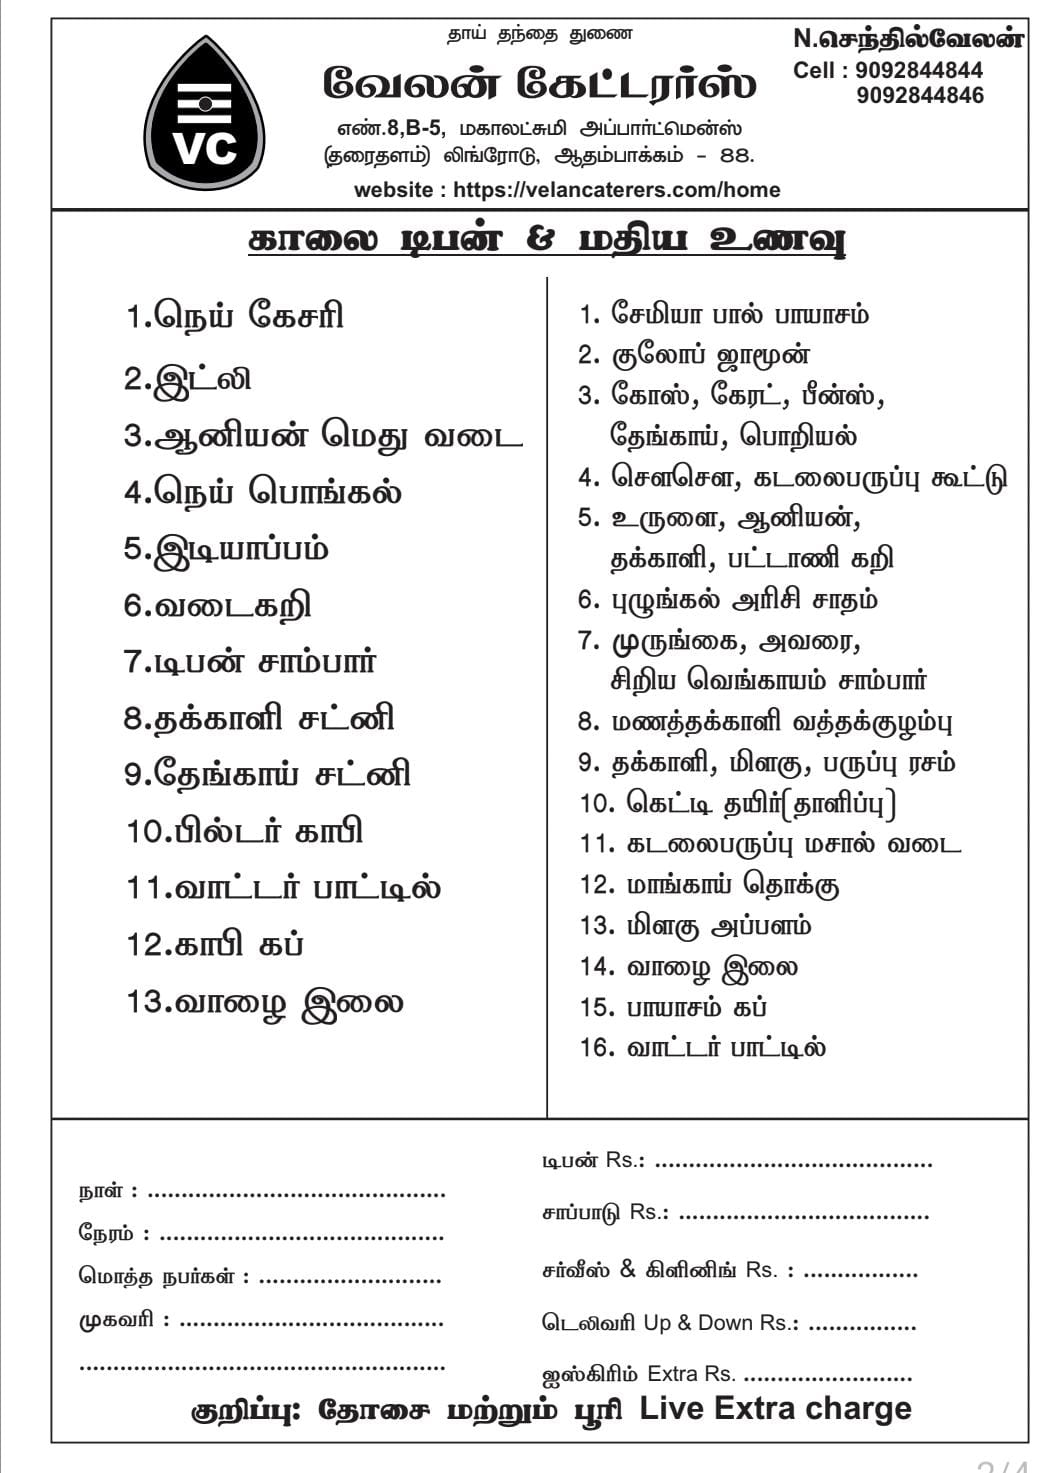 தாய் தந்தை துணை
N.செந்தில்வேலன்
Cell : 9092844844
9092844846
VC
வேலன் கேட்டரர்ஸ்
எண்.8,B-5, மகாலட்சுமி அப்பார்ட்மென்ஸ்
(தரைதளம்) லிங்ரோடு, ஆதம்பாக்கம் - 88.
website : https://velancaterers.com/home
காலை டிபன் & மதிய உணவு
1.நெய் கேசரி
2.இட்லி
3.ஆனியன் மெது வடை
4.நெய் பொங்கல்
5.இடியாப்பம்
6.வடைகறி
7.டிபன் சாம்பார்
8.தக்காளி சட்னி
9.தேங்காய் சட்னி
10.பில்டர் காபி
11.வாட்டர் பாட்டில்
12.காபி கப்
13.வாழை இலை
1. சேமியா பால் பாயாசம்
2. குலோப் ஜாமூன்
3. கோஸ், கேரட், பீன்ஸ்,
தேங்காய், பொறியல்
4. சௌசௌ, கடலைபருப்பு கூட்டு
5. உருளை, ஆனியன்,
தக்காளி, பட்டாணி கறி
6. புழுங்கல் அரிசி சாதம்
7. முருங்கை, அவரை,
சிறிய வெங்காயம் சாம்பார்
8. மணத்தக்காளி வத்தக்குழம்பு
9. தக்காளி, மிளகு, பருப்பு ரசம்
10. கெட்டி தயிர்(தாளிப்பு)
11. கடலைபருப்பு மசால் வடை
12. மாங்காய் தொக்கு
13. மிளகு அப்பளம்
14. வாழை இலை
15. பாயாசம் கப்
16. வாட்டர் பாட்டில்
நாள் : ............................................
நேரம் : ..........................................
மொத்த நபர்கள் : ...........................
முகவரி : .......................................
......................................................
டிபன் Rs.: .........................................
சாப்பாடு Rs.: .....................................
சர்வீஸ் & கிளினிங் Rs. : .................
டெலிவரி Up & Down Rs.: ................
ஐஸ்கிரிம் Extra Rs. .........................
குறிப்பு: தோசை மற்றும் பூரி Live Extra charge
2/4